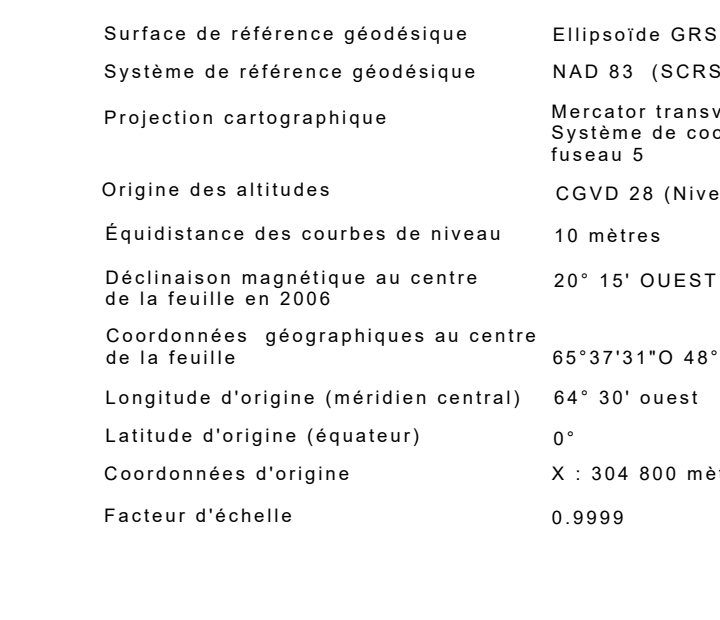 Surface de référence géodésique Ellipsoïde GRS
Système de référence géodésique NAD 83 (SCRS
Projection cartographique Mercator transv
Système de coo
fuseau 5
Origine des altitudes CGVD 28 (Nive
Équidistance des courbes de niveau 10 mètres
Déclinaison magnétique au centre 20° 15' OUEST
de la feuille en 2006
Coordonnées géographiques au centre
de la feuille 65°37'31"O 48°
Longitude d'origine (méridien central) 64° 30' ouest
Latitude d'origine (équateur) 0°
Coordonnées d'origine X : 304 800 mèt
Facteur d'échelle 0.9999